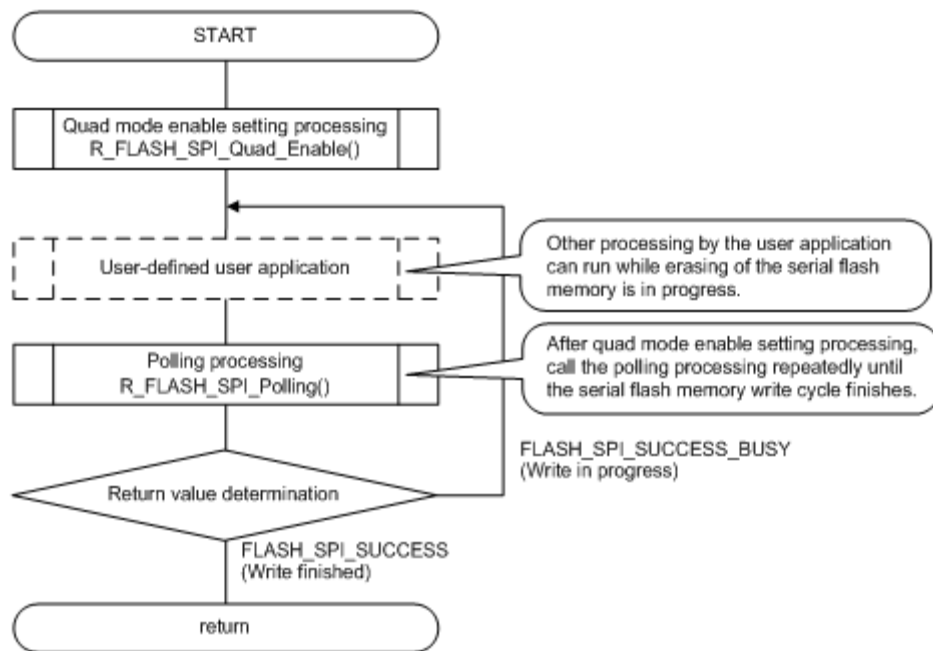 START
Quad mode enable setting processing
R_FLASH_SPI_Quad_Enable()
User-defined user application
Other processing by the user application
can run while erasing of the serial flash
memory is in progress.
Polling processing
R_FLASH_SPI_Polling()
After quad mode enable setting processing,
call the polling processing repeatedly until
the serial flash memory write cycle finishes.
Return value determination
FLASH_SPI_SUCCESS_BUSY
(Write in progress)
FLASH_SPI_SUCCESS
(Write finished)
return